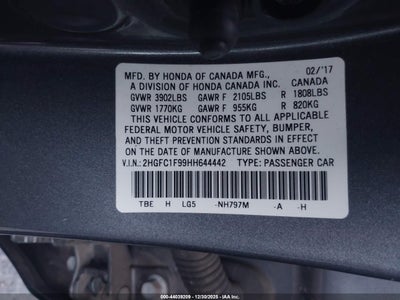 02/'17
MFD. BY HONDA OF CANADA MFG., CANADA
A DIVISION OF HONDA CANADA INC.
GVWR 3902LBS GAWR F 2105LBS R 1808LBS
GVWR 1770KG GAWR F 955KG R 820KG
THIS VEHICLE CONFORMS TO ALL APPLICABLE
FEDERAL MOTOR VEHICLE SAFETY, BUMPER,
AND THEFT PREVENTION STANDARDS IN EFFECT
ON THE DATE OF MANUFACTURE SHOWN ABOVE.
V.I.N.: 2HGFC1F99HH644442 TYPE: PASSENGER CAR
TBE H LG5 -NH797M -A -H
000-44039209 - 12/30/2025 - IAA Inc.